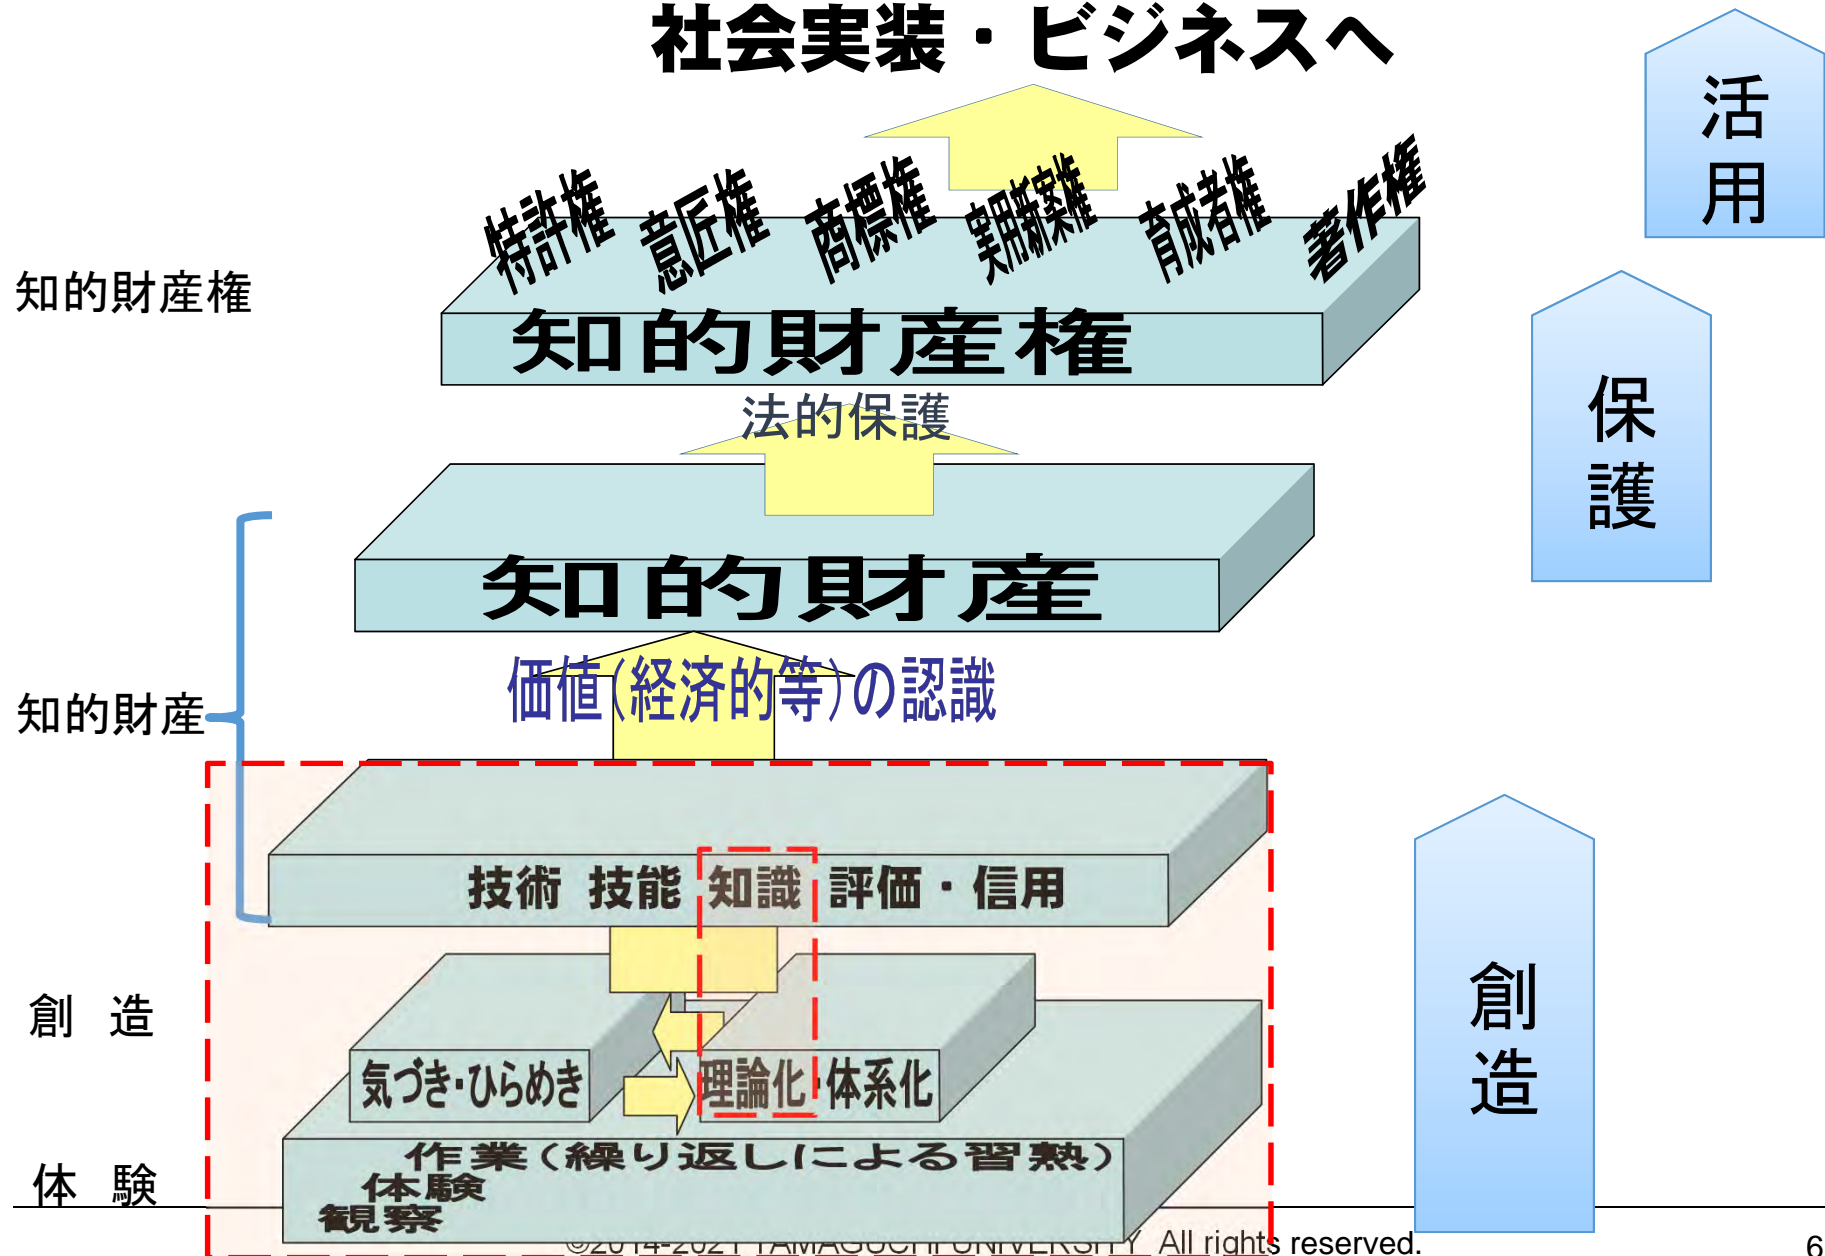 社会実装・ビジネスへ
活用
特許権 意匠権 商標権 実用新案権 育成者権 著作権
知的財産権
知的財産権
法的保護
保護
知的財産
価値(経済的等)の認識
知的財産
技術 技能 知識 評価・信用
創 造
気づき・ひらめき
理論化・体系化
創造
作業(繰り返しによる習熟)
体験
体 験
観察
©2014-2021 YAMAGUCHI UNIVERSITY All rights reserved.
6